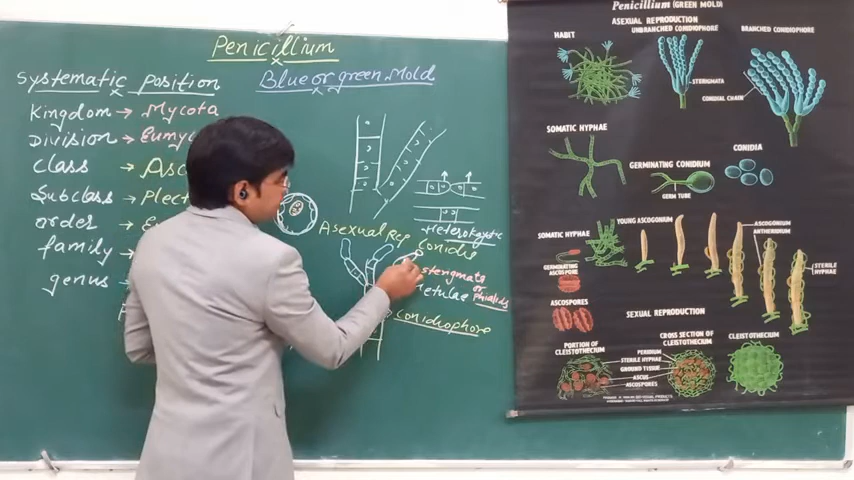 Penicillium
Blue or green Mold
Systematic position
Kingdom → Mycota
Division → Eumyc
Class → Asc
Subclass → Plect
order →
family →
genus →
Heterokyotic
Asexual Rep
Conidia
sterigmata
or
metulae Phialids
Conidiophore
Penicillium (GREEN MOLD)
ASEXUAL REPRODUCTION
HABIT
UNBRANCHED CONIDIOPHORE
BRANCHED CONIDIOPHORE
STERIGMATA
CONIDIAL CHAIN
SOMATIC HYPHAE
GERMINATING CONIDIUM
GERM TUBE
CONIDIA
SOMATIC HYPHAE
YOUNG ASCOGONIUM
ASCOGONIUM
ANTHERIDIUM
STERILE
HYPHAE
GERMINATING
ASCOSPORE
ASCOSPORES
SEXUAL REPRODUCTION
PORTION OF
CLEISTOTHECIUM
PERIDIUM
STERILE HYPHAE
GROUND TISSUE
ASCUS
ASCOSPORES
CROSS SECTION OF
CLEISTOTHECIUM
CLEISTOTHECIUM